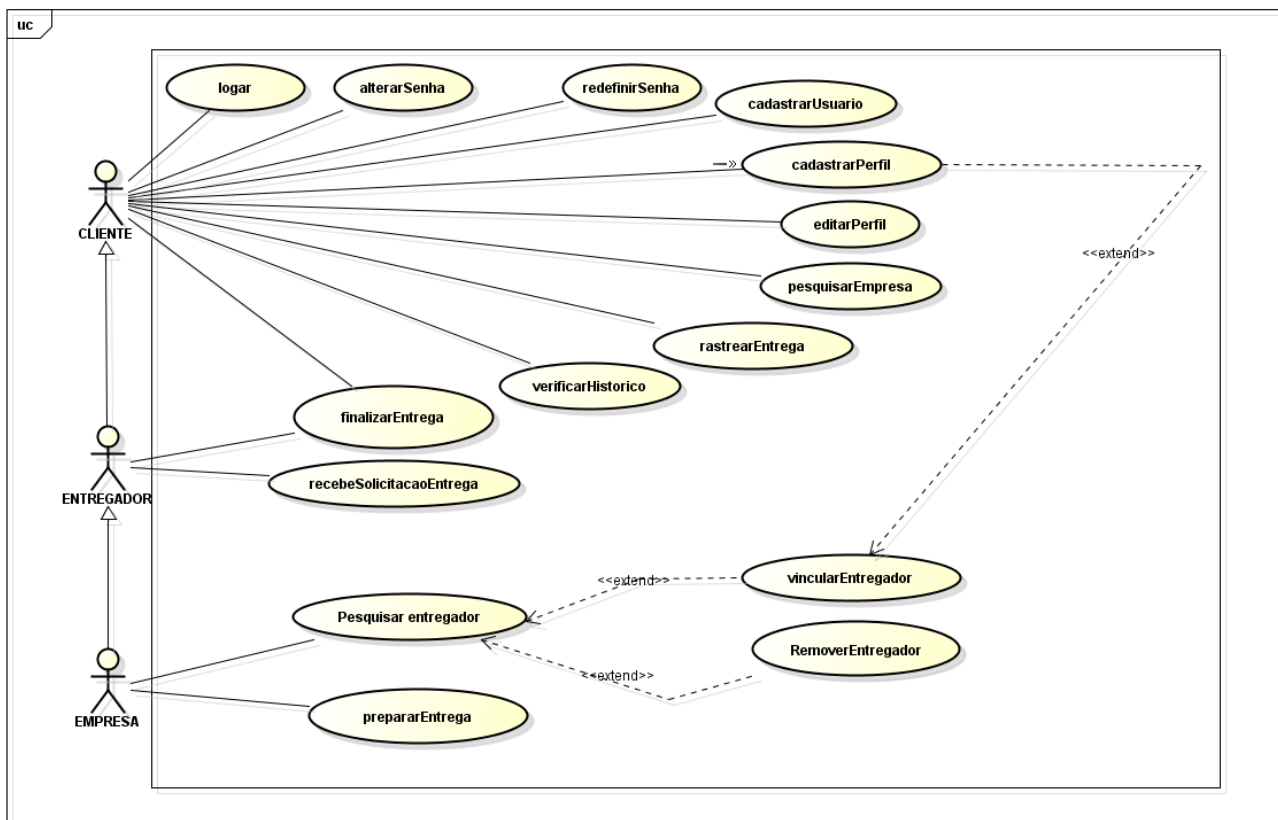 uc
logar
alterarSenha
redefinirSenha
cadastrarUsuario
cadastrarPerfil
editarPerfil
<<extend>>
pesquisarEmpresa
rastrearEntrega
verificarHistorico
CLIENTE
finalizarEntrega
recebeSolicitacaoEntrega
ENTREGADOR
<<extend>>
vincularEntregador
Pesquisar entregador
RemoverEntregador
<<extend>>
prepararEntrega
EMPRESA